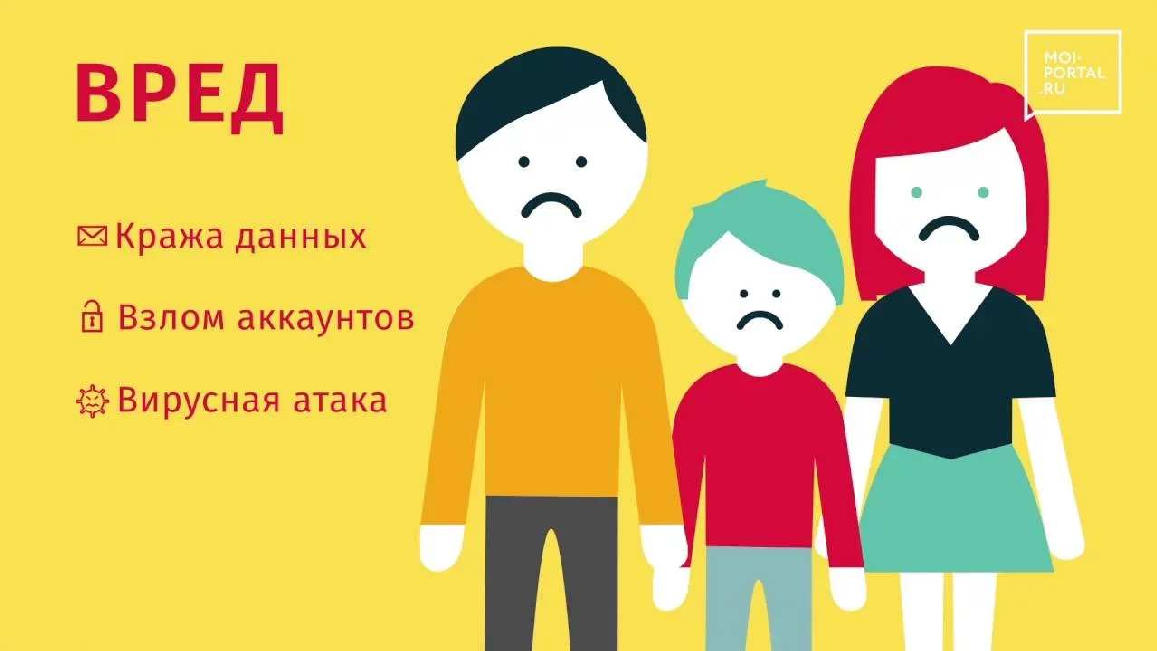 ВРЕД
Кража данных
Взлом аккаунтов
Вирусная атака
MOI-
PORTAL
.RU